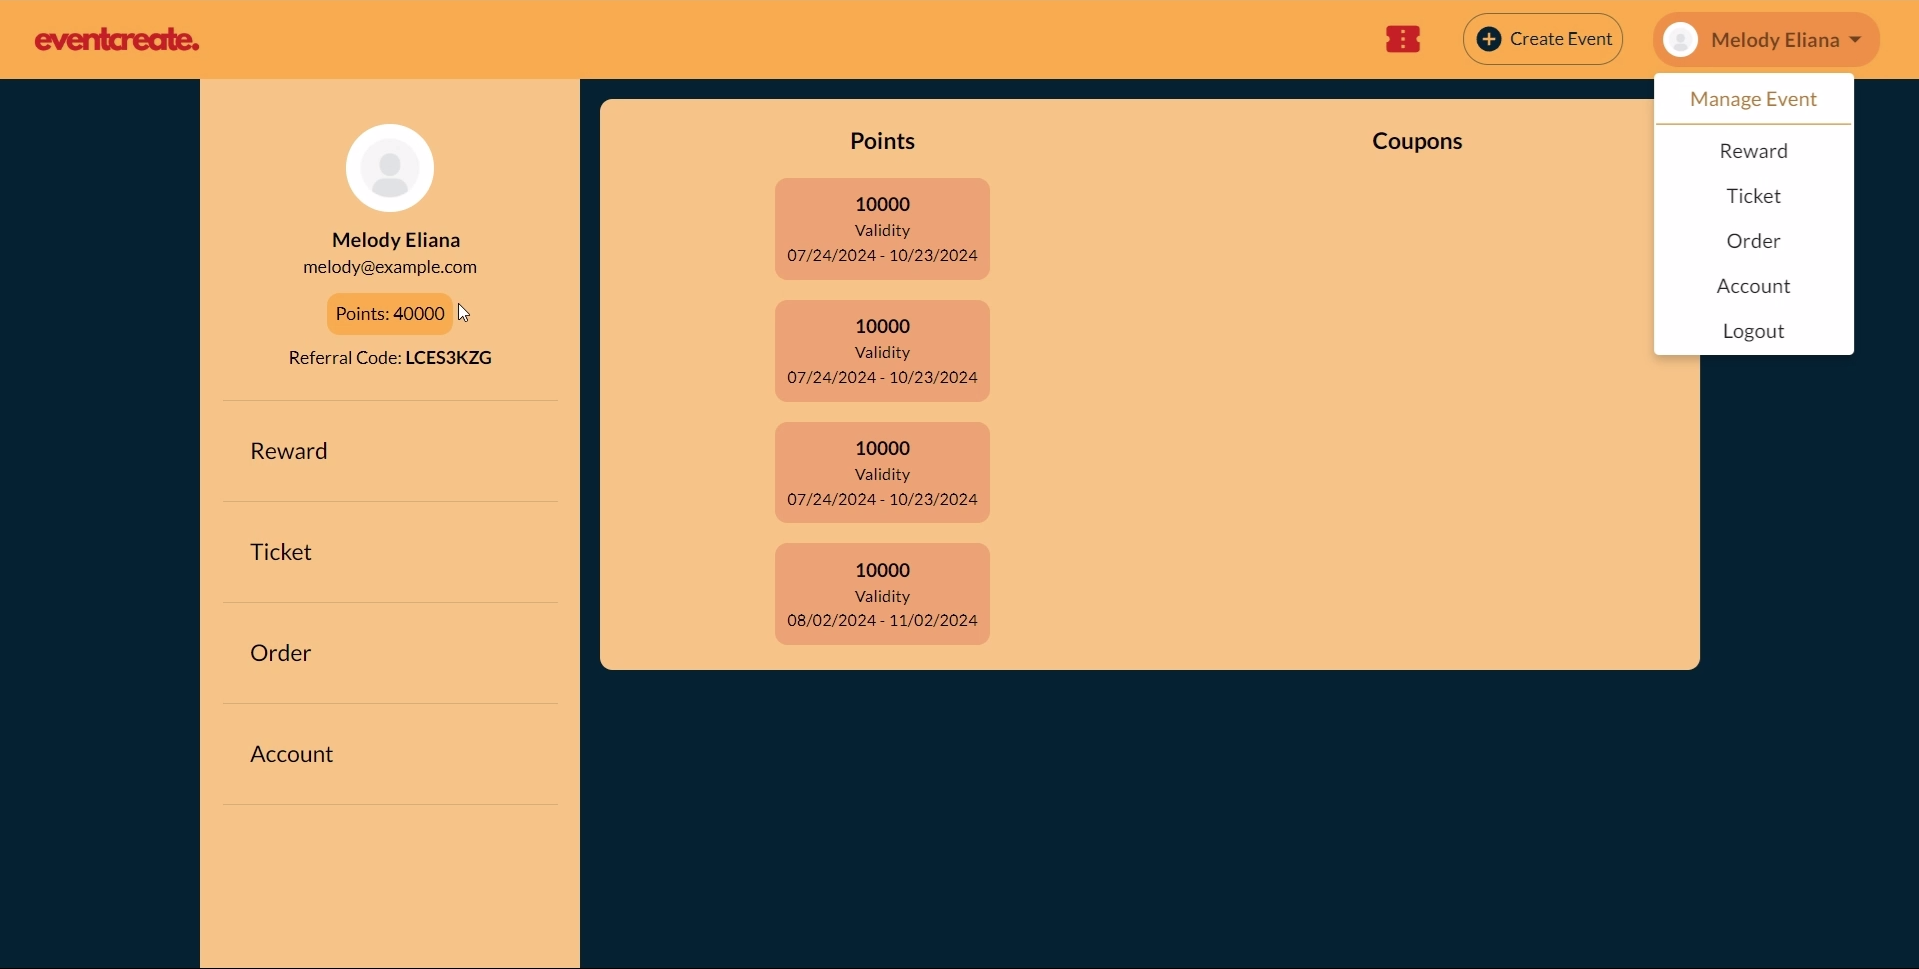 eventcreate.
Create Event
Melody Eliana
Manage Event
Reward
Ticket
Order
Account
Logout
Melody Eliana
melody@example.com
Points: 40000
Referral Code: LCES3KZG
Reward
Ticket
Order
Account
Points
10000
Validity
07/24/2024 - 10/23/2024
10000
Validity
07/24/2024 - 10/23/2024
10000
Validity
07/24/2024 - 10/23/2024
10000
Validity
08/02/2024 - 11/02/2024
Coupons